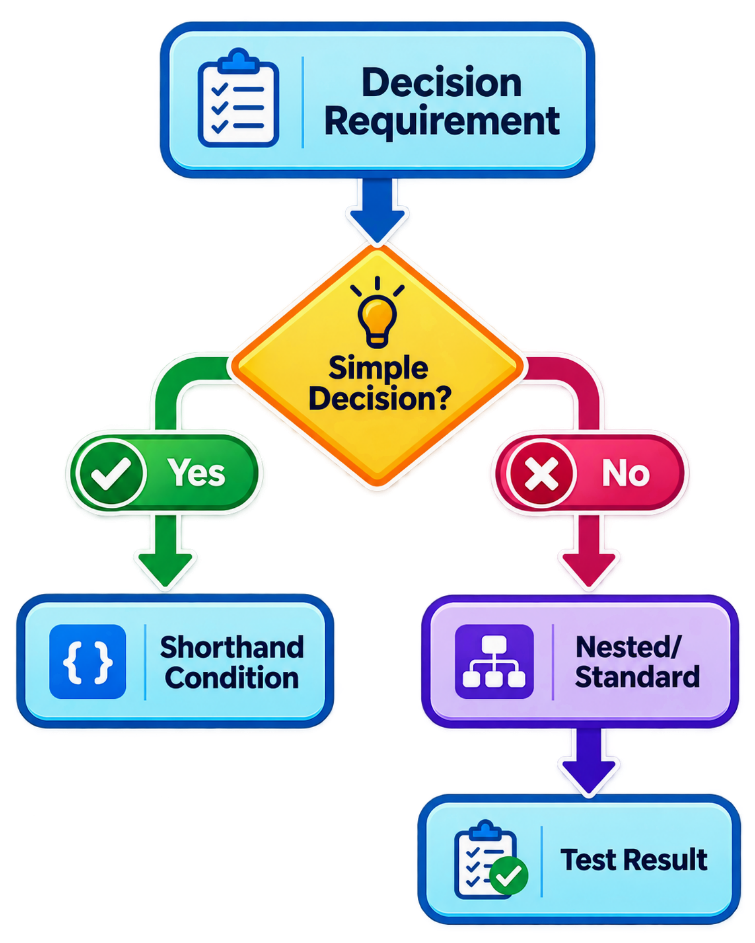 Decision
Requirement
Simple
Decision?
Yes
No
Shorthand
Condition
Nested/
Standard
Test Result